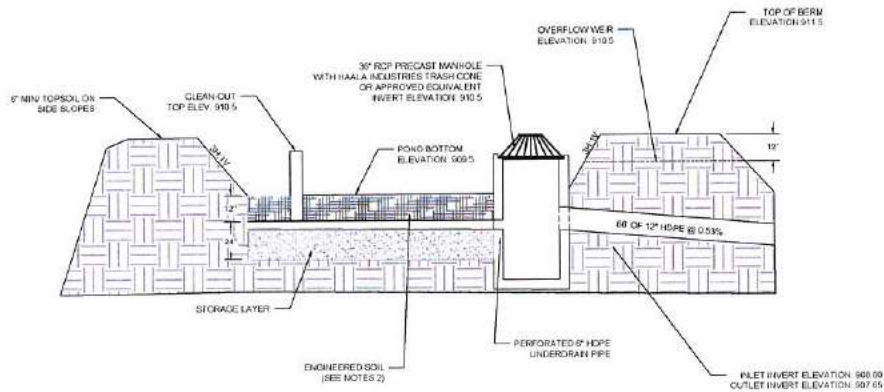 TOP OF BERM
ELEVATION 911.5
OVERFLOW WEIR
ELEVATION: 910.5
36" RCP PRECAST MANHOLE
WITH HAALA INDUSTRIES TRASH CONE
OR APPROVED EQUIVALENT
INVERT ELEVATION: 910.5
CLEAN-OUT
TOP ELEV. 910.5
6" MIN/ TOPSOIL ON
SIDE SLOPES
POND BOTTOM
ELEVATION: 909.5
3H:1V
3H:1V
12"
12"
24"
66' OF 12" HDPE @ 0.53%
STORAGE LAYER
PERFORATED 6" HDPE
UNDERDRAIN PIPE
ENGINEERED SOIL
(SEE NOTES 2)
INLET INVERT ELEVATION: 908.00
OUTLET INVERT ELEVATION: 907.65